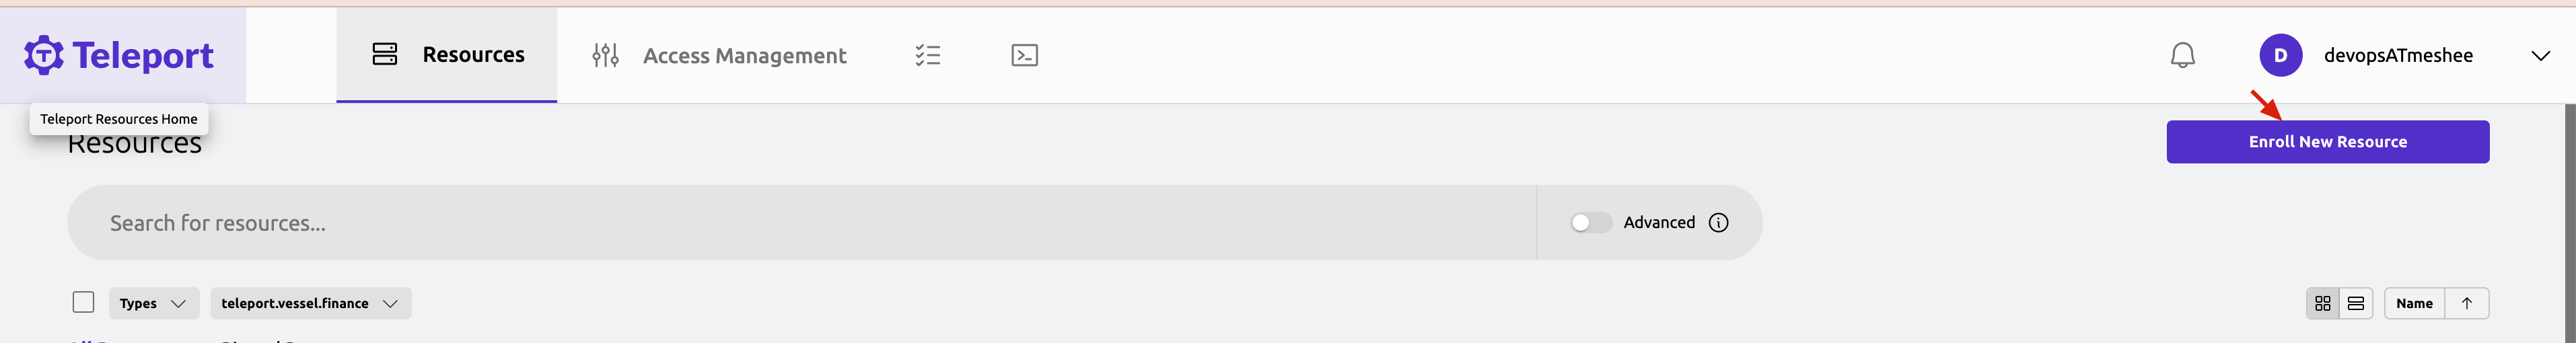 Teleport
Resources
Access Management
D
devopsATmeshee
Teleport Resources Home
Resources
Enroll New Resource
Search for resources...
Advanced
Types
teleport.vessel.finance
Name